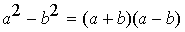 a² − b² = (a + b)(a − b)